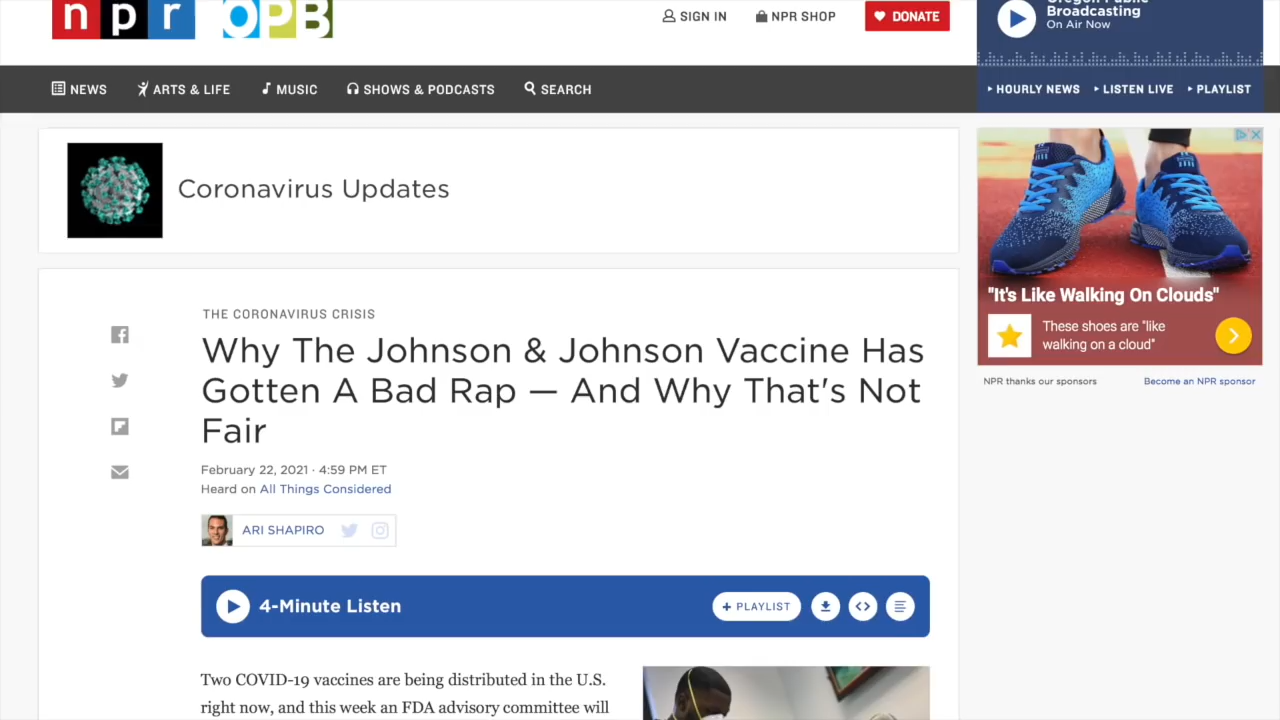 npr OPB
SIGN IN
NPR SHOP
DONATE
Broadcasting
On Air Now
NEWS
ARTS & LIFE
MUSIC
SHOWS & PODCASTS
SEARCH
HOURLY NEWS
LISTEN LIVE
PLAYLIST
Coronavirus Updates
"It's Like Walking On Clouds"
These shoes are "like
walking on a cloud"
NPR thanks our sponsors
Become an NPR sponsor
THE CORONAVIRUS CRISIS
Why The Johnson & Johnson Vaccine Has
Gotten A Bad Rap — And Why That's Not
Fair
February 22, 2021 · 4:59 PM ET
Heard on All Things Considered
ARI SHAPIRO
4-Minute Listen
+ PLAYLIST
Two COVID-19 vaccines are being distributed in the U.S.
right now, and this week an FDA advisory committee will